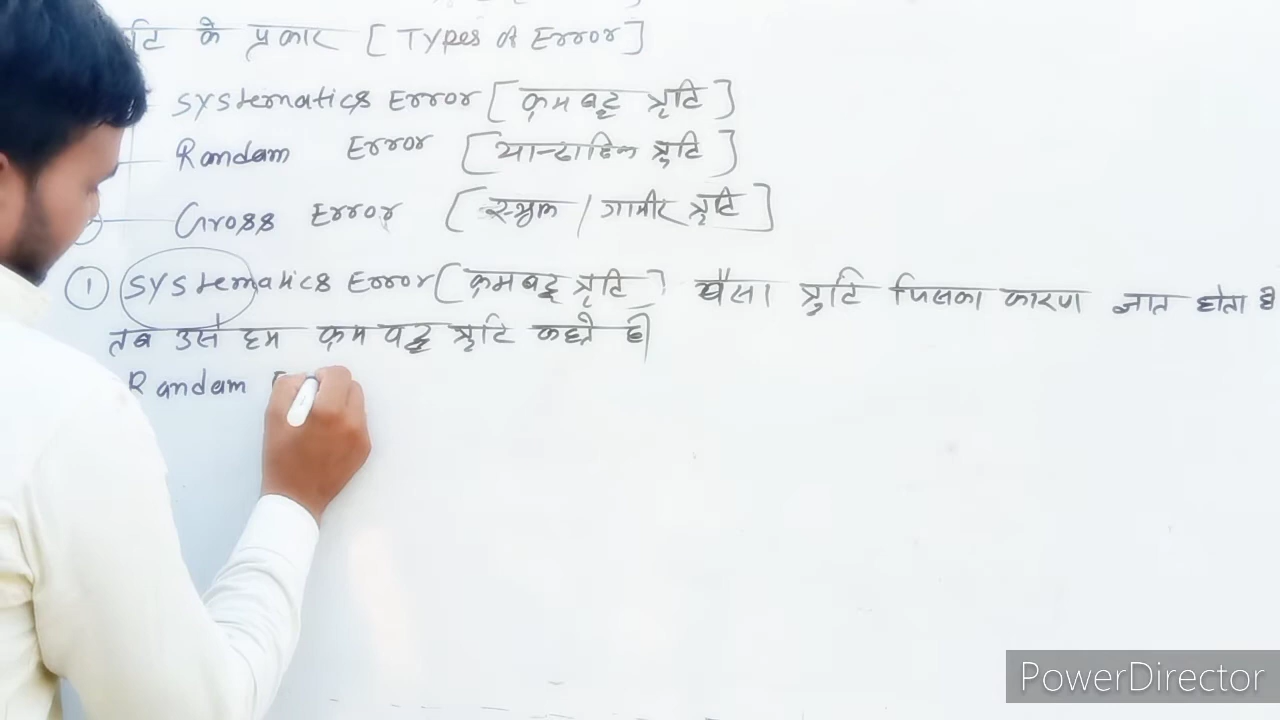 त्रुटि के प्रकार [ Types of Error ]
Systematics Error [ क्रमबद्ध त्रुटि ]
Random Error [ यान्दाढिक त्रुटि ]
Gross Error [ स्थुल / गाम्भीर त्रुटि ]
① Systematics Error [ क्रमबद्ध त्रुटि ] वैसा त्रुटि जिसका कारण ज्ञात होता है
तब उसे हम क्रमबद्ध त्रुटि कहते है।
Random
PowerDirector